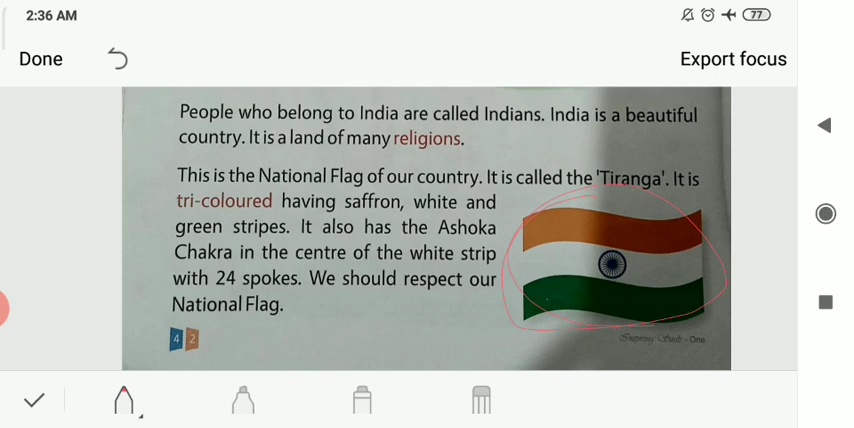 2:36 AM
77
Done
Export focus
People who belong to India are called Indians. India is a beautiful
country. It is a land of many religions.
This is the National Flag of our country. It is called the 'Tiranga'. It is
tri-coloured having saffron, white and
green stripes. It also has the Ashoka
Chakra in the centre of the white strip
with 24 spokes. We should respect our
National Flag.
4 2
One